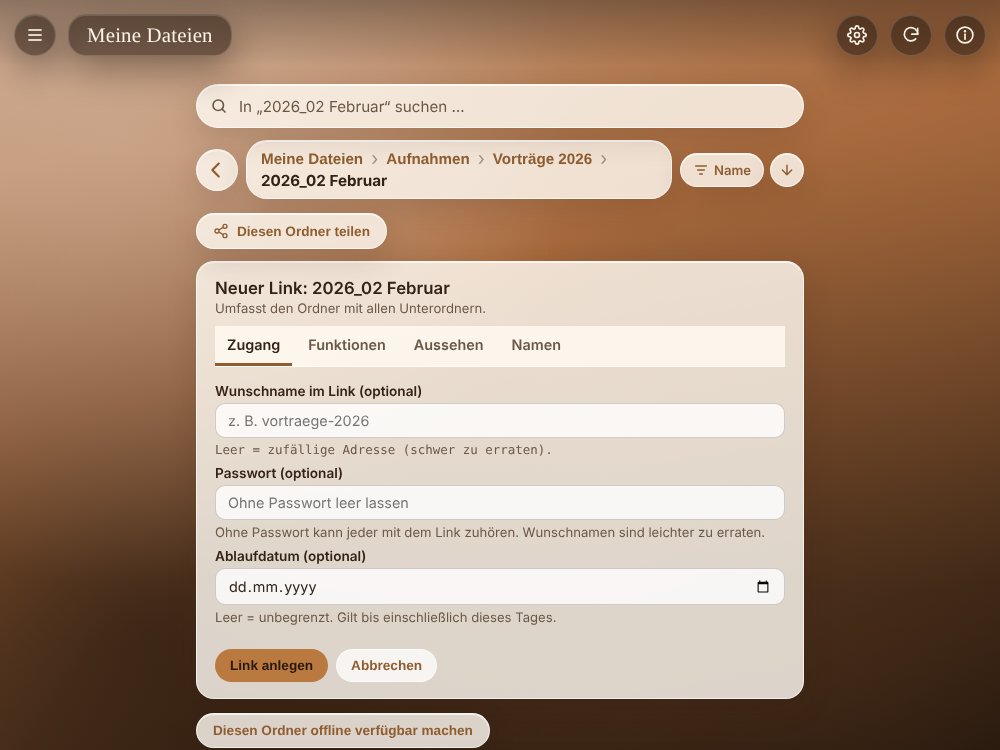 Meine Dateien
In „2026_02 Februar“ suchen ...
Meine Dateien › Aufnahmen › Vorträge 2026 ›
2026_02 Februar
Name
Diesen Ordner teilen
Neuer Link: 2026_02 Februar
Umfasst den Ordner mit allen Unterordnern.
Zugang Funktionen Aussehen Namen
Wunschname im Link (optional)
z. B. vortraege-2026
Leer = zufällige Adresse (schwer zu erraten).
Passwort (optional)
Ohne Passwort leer lassen
Ohne Passwort kann jeder mit dem Link zuhören. Wunschnamen sind leichter zu erraten.
Ablaufdatum (optional)
dd.mm.yyyy
Leer = unbegrenzt. Gilt bis einschließlich dieses Tages.
Link anlegen Abbrechen
Diesen Ordner offline verfügbar machen